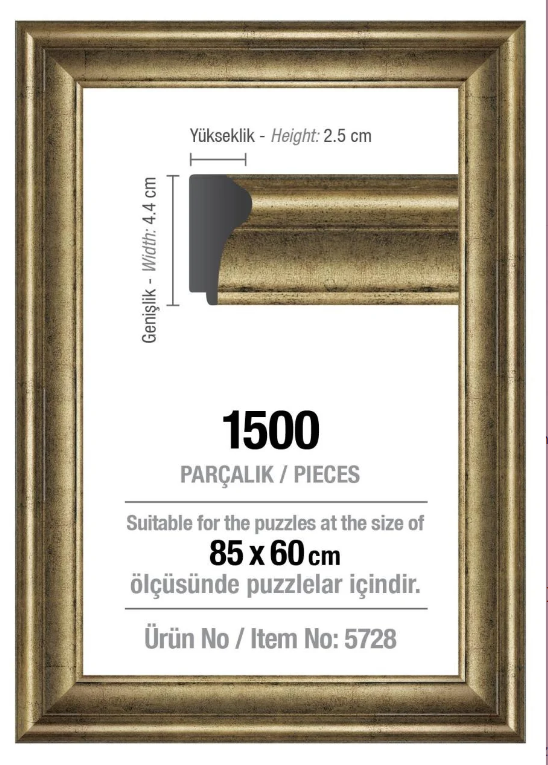 Yükseklik - Height: 2.5 cm
Genişlik - Width: 4.4 cm
1500
PARÇALIK / PIECES
Suitable for the puzzles at the size of
85 x 60 cm
ölçüsünde puzzlelar içindir.
Ürün No / Item No: 5728